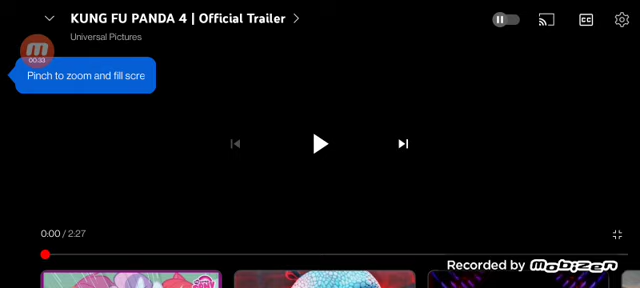 KUNG FU PANDA 4 | Official Trailer
Universal Pictures
00:33
Pinch to zoom and fill scre
0:00 / 2:27
Recorded by mobizen